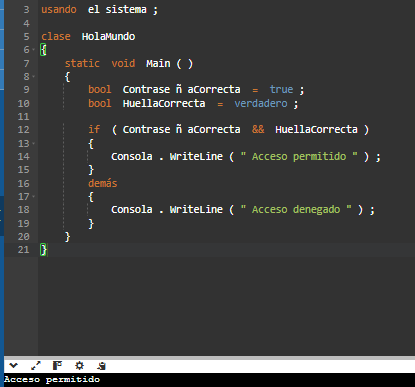 3 usando el sistema ;
4
5 clase HolaMundo
6 {
7 static void Main ( )
8 {
9 bool Contrase ñ aCorrecta = true ;
10 bool HuellaCorrecta = verdadero ;
11
12 if ( Contrase ñ aCorrecta && HuellaCorrecta )
13 {
14 Consola . WriteLine ( " Acceso permitido " ) ;
15 }
16 demás
17 {
18 Consola . WriteLine ( " Acceso denegado " ) ;
19 }
20 }
21 }
Acceso permitido